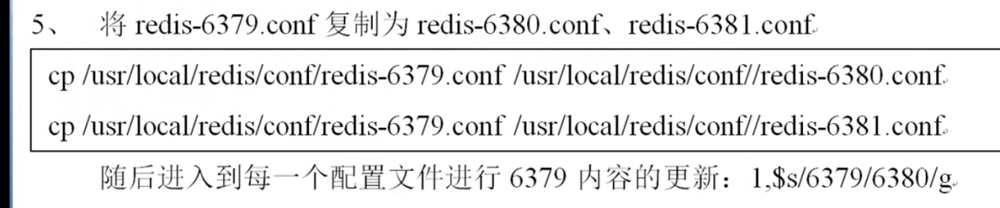 5、 将 redis-6379.conf 复制为 redis-6380.conf、redis-6381.conf
cp /usr/local/redis/conf/redis-6379.conf /usr/local/redis/conf//redis-6380.conf
cp /usr/local/redis/conf/redis-6379.conf /usr/local/redis/conf//redis-6381.conf
随后进入到每一个配置文件进行 6379 内容的更新：1,$s/6379/6380/g